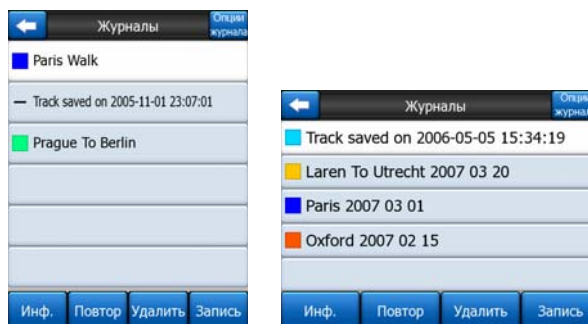 Журналы
Опции
журнала
Paris Walk
Track saved on 2005-11-01 23:07:01
Prague To Berlin
Инф. Повтор Удалить Запись
Журналы
Опции
журнала
Track saved on 2006-05-05 15:34:19
Laren To Utrecht 2007 03 20
Paris 2007 03 01
Oxford 2007 02 15
Инф. Повтор Удалить Запись